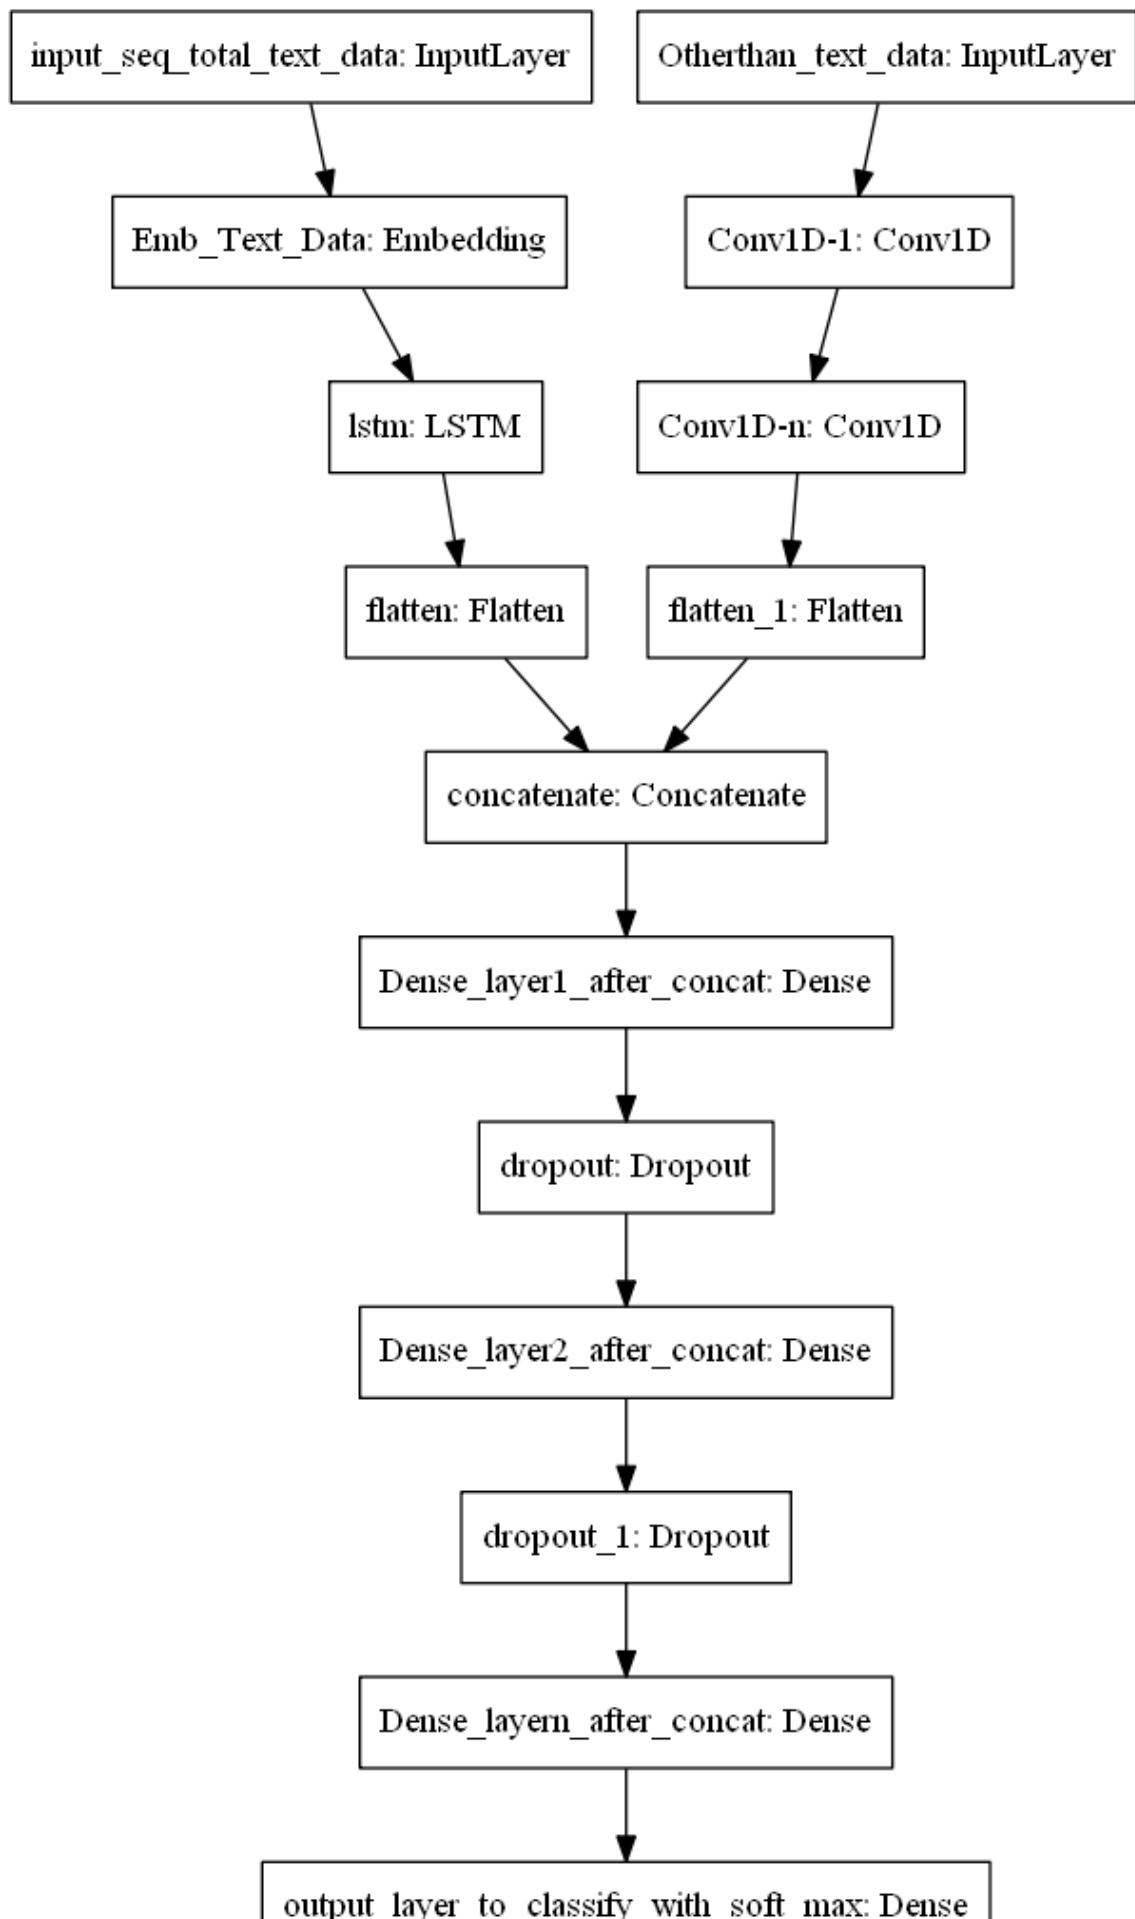 input_seq_total_text_data: InputLayer
Otherthan_text_data: InputLayer
Emb_Text_Data: Embedding
Conv1D-1: Conv1D
lstm: LSTM
Conv1D-n: Conv1D
flatten: Flatten
flatten_1: Flatten
concatenate: Concatenate
Dense_layer1_after_concat: Dense
dropout: Dropout
Dense_layer2_after_concat: Dense
dropout_1: Dropout
Dense_layern_after_concat: Dense
output_layer_to_classify_with_soft_max: Dense